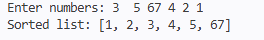 Enter numbers: 3  5 67 4 2 1
Sorted list: [1, 2, 3, 4, 5, 67]